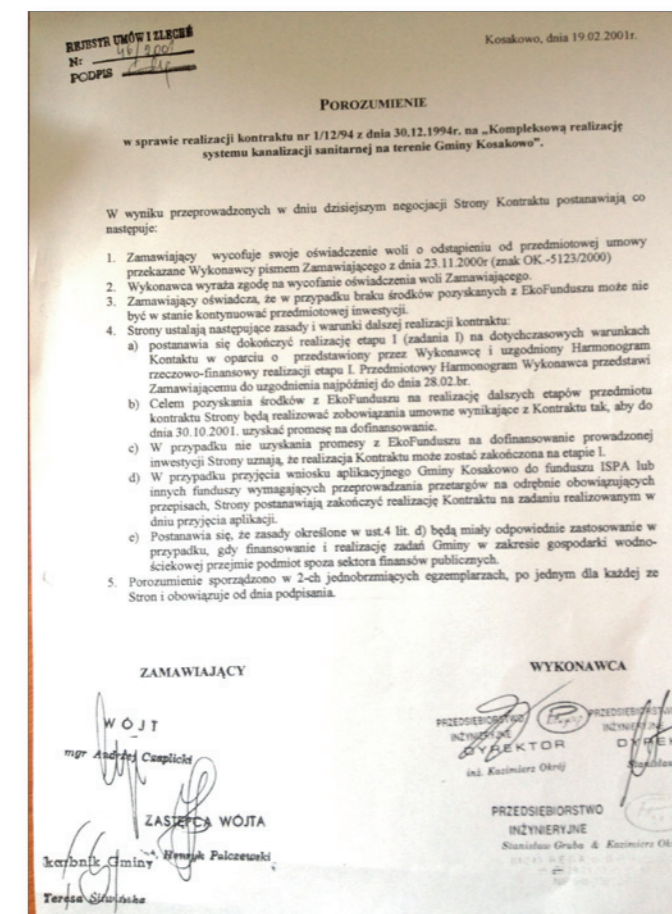 REJESTR UMÓW I ZLECEŃ
Nr 46/2001
PODPIS
Kosakowo, dnia 19.02.2001r.
POROZUMIENIE
w sprawie realizacji kontraktu nr 1/12/94 z dnia 30.12.1994r. na „Kompleksową realizację
systemu kanalizacji sanitarnej na terenie Gminy Kosakowo”.
W wyniku przeprowadzonych w dniu dzisiejszym negocjacji Strony Kontraktu postanawiają co
następuje:
1. Zamawiający wycofuje swoje oświadczenie woli o odstąpieniu od przedmiotowej umowy
przekazane Wykonawcy pismem Zamawiającego z dnia 23.11.2000r (znak OK.-5123/2000)
2. Wykonawca wyraża zgodę na wycofanie oświadczenia woli Zamawiającego.
3. Zamawiający oświadcza, że w przypadku braku środków pozyskanych z EkoFunduszu może nie
być w stanie kontynuować przedmiotowej inwestycji.
4. Strony ustalają następujące zasady i warunki dalszej realizacji kontraktu:
a) postanawia się dokończyć realizację etapu I (zadania I) na dotychczasowych warunkach
Kontaktu w oparciu o przedstawiony przez Wykonawcę i uzgodniony Harmonogram
rzeczowo-finansowy realizacji etapu I. Przedmiotowy Harmonogram Wykonawca przedstawi
Zamawiającemu do uzgodnienia najpóźniej do dnia 28.02.br.
b) Celem pozyskania środków z EkoFunduszu na realizację dalszych etapów przedmiotu
kontraktu Strony będą realizować zobowiązania umowne wynikające z Kontraktu tak, aby do
dnia 30.10.2001. uzyskać promesę na dofinansowanie.
c) W przypadku nie uzyskania promesy z EkoFunduszu na dofinansowanie prowadzonej
inwestycji Strony uznają, że realizacja Kontraktu może zostać zakończona na etapie I.
d) W przypadku przyjęcia wniosku aplikacyjnego Gminy Kosakowo do funduszu ISPA lub
innych funduszy wymagających przeprowadzania przetargów na odrębnie obowiązujących
przepisach, Strony postanawiają zakończyć realizację Kontraktu na zadaniu realizowanym w
dniu przyjęcia aplikacji.
e) Postanawia się, że zasady określone w ust.4 lit. d) będą miały odpowiednie zastosowanie w
przypadku, gdy finansowanie i realizację zadań Gminy w zakresie gospodarki wodno-
ściekowej przejmie podmiot spoza sektora finansów publicznych.
5. Porozumienie sporządzono w 2-ch jednobrzmiących egzemplarzach, po jednym dla każdej ze
Stron i obowiązuje od dnia podpisania.
ZAMAWIAJĄCY
WYKONAWCA
WÓJT
mgr Andrzej Czaplicki
ZASTĘPCA WÓJTA
Henryk Palczewski
Skarbnik Gminy
Teresa Śliwińska
PRZEDSIĘBIORSTWO
INŻYNIERYJNE
DYREKTOR
inż. Kazimierz Okrój
PRZEDSIĘBIORSTWO
INŻYNIERYJNE
Stanisław
PRZEDSIĘBIORSTWO
INŻYNIERYJNE
Stanisław Gruba & Kazimierz